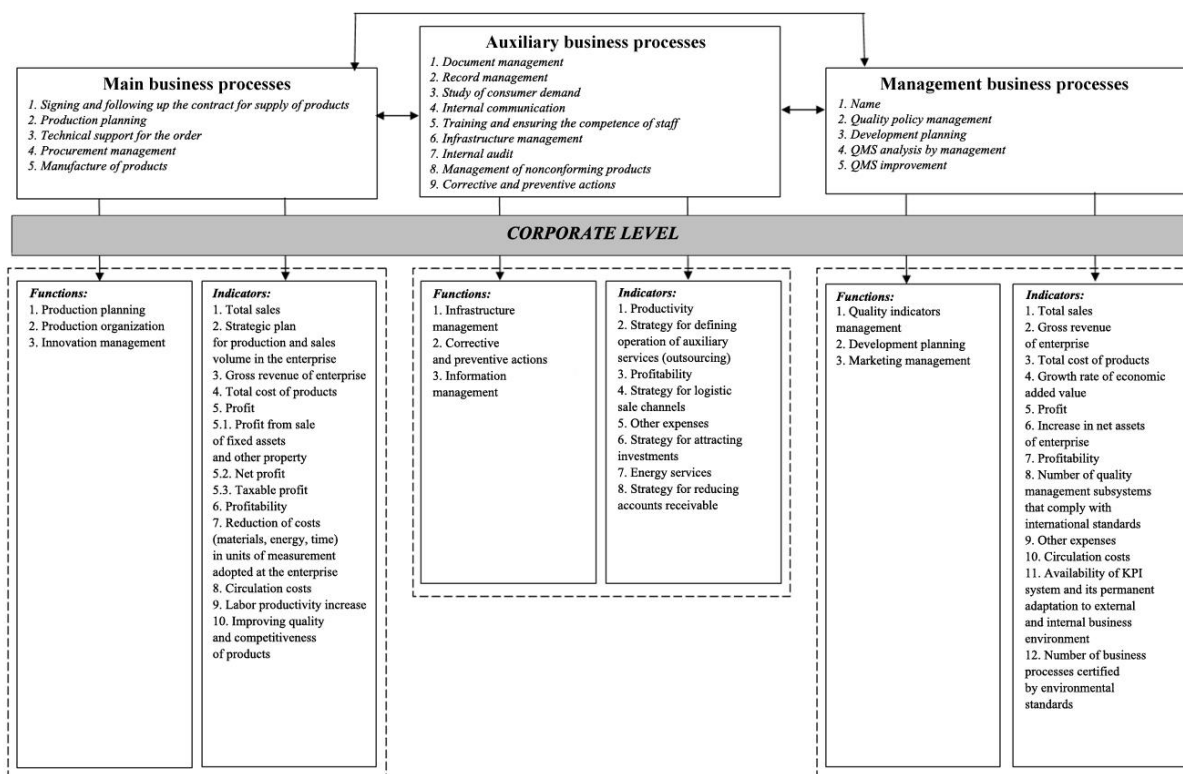 Main business processes
1. Signing and following up the contract for supply of products
2. Production planning
3. Technical support for the order
4. Procurement management
5. Manufacture of products
Auxiliary business processes
1. Document management
2. Record management
3. Study of consumer demand
4. Internal communication
5. Training and ensuring the competence of staff
6. Infrastructure management
7. Internal audit
8. Management of nonconforming products
9. Corrective and preventive actions
Management business processes
1. Name
2. Quality policy management
3. Development planning
4. QMS analysis by management
5. QMS improvement
CORPORATE LEVEL
Functions:
1. Production planning
2. Production organization
3. Innovation management
Indicators:
1. Total sales
2. Strategic plan
for production and sales
volume in the enterprise
3. Gross revenue of enterprise
4. Total cost of products
5. Profit
5.1. Profit from sale
of fixed assets
and other property
5.2. Net profit
5.3. Taxable profit
6. Profitability
7. Reduction of costs
(materials, energy, time)
in units of measurement
adopted at the enterprise
8. Circulation costs
9. Labor productivity increase
10. Improving quality
and competitiveness
of products
Functions:
1. Infrastructure
management
2. Corrective
and preventive actions
3. Information
management
Indicators:
1. Productivity
2. Strategy for defining
operation of auxiliary
services (outsourcing)
3. Profitability
4. Strategy for logistic
sale channels
5. Other expenses
6. Strategy for attracting
investments
7. Energy services
8. Strategy for reducing
accounts receivable
Functions:
1. Quality indicators
management
2. Development planning
3. Marketing management
Indicators:
1. Total sales
2. Gross revenue
of enterprise
3. Total cost of products
4. Growth rate of economic
added value
5. Profit
6. Increase in net assets
of enterprise
7. Profitability
8. Number of quality
management subsystems
that comply with
international standards
9. Other expenses
10. Circulation costs
11. Availability of KPI
system and its permanent
adaptation to external
and internal business
environment
12. Number of business
processes certified
by environmental
standards